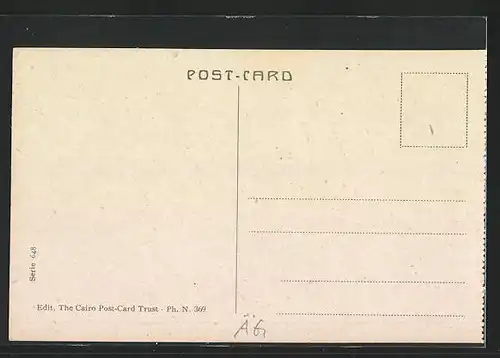 POST-CARD
Serie 648
Edit. The Cairo Post-Card Trust - Ph. N. 369
Äg